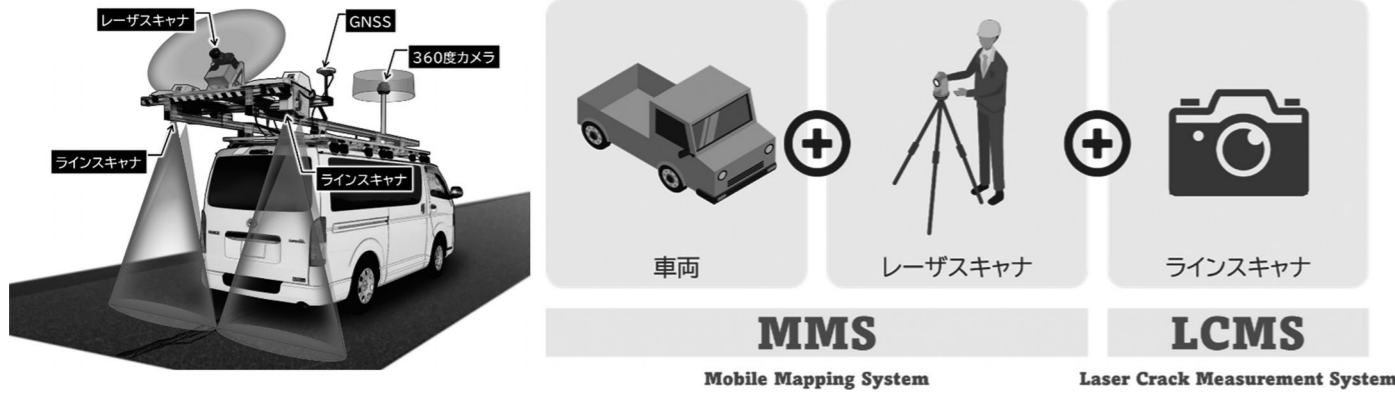 レーザスキャナ
GNSS
360度カメラ
ラインスキャナ
ラインスキャナ
車両
レーザスキャナ
ラインスキャナ
MMS
LCMS
Mobile Mapping System
Laser Crack Measurement System